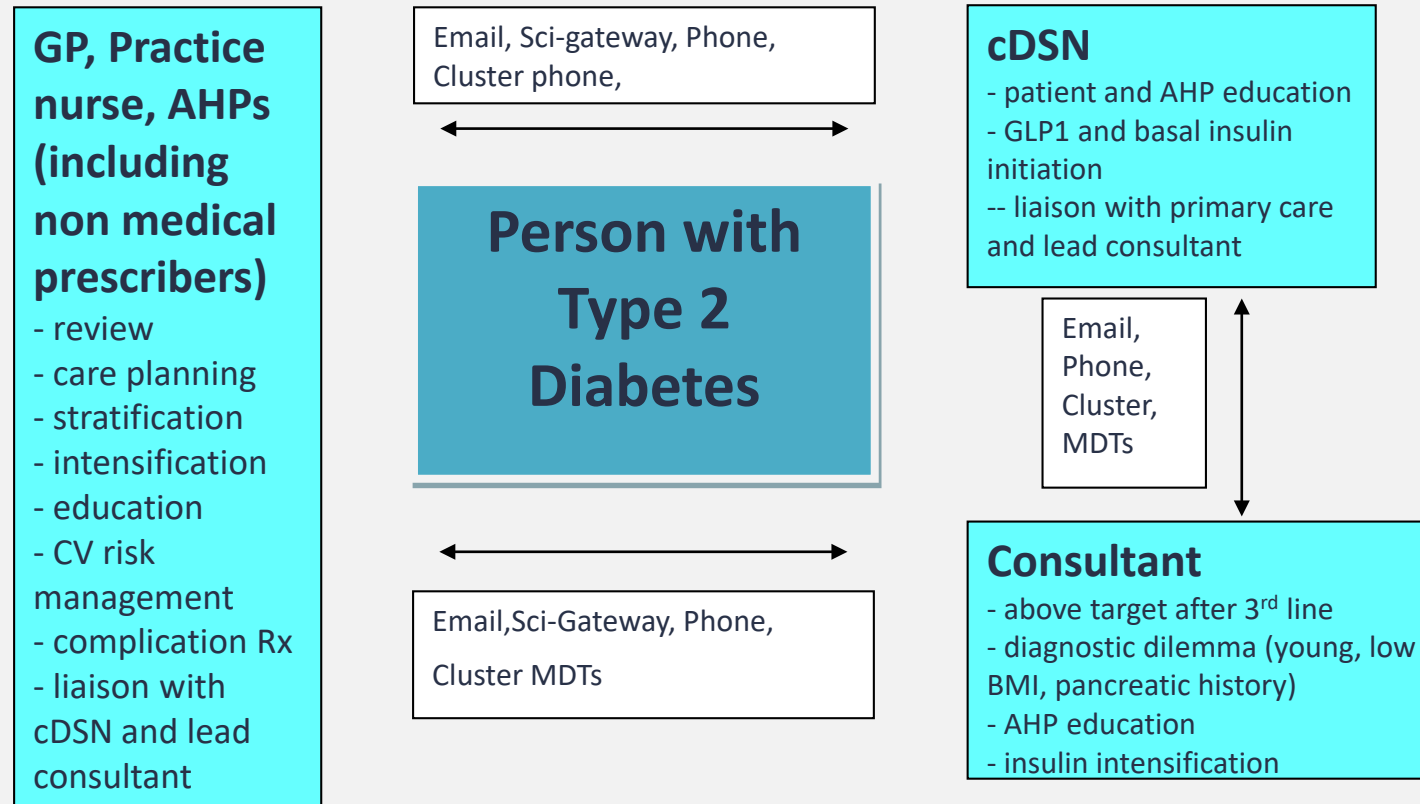 GP, Practice
nurse, AHPs
(including
non medical
prescribers)
- review
- care planning
- stratification
- intensification
- education
- CV risk
management
- complication Rx
- liaison with
cDSN and lead
consultant
Email, Sci-gateway, Phone,
Cluster phone,
Person with
Type 2
Diabetes
Email,Sci-Gateway, Phone,
Cluster MDTs
cDSN
- patient and AHP education
- GLP1 and basal insulin
initiation
-- liaison with primary care
and lead consultant
Email,
Phone,
Cluster,
MDTs
Consultant
- above target after 3rd line
- diagnostic dilemma (young, low
BMI, pancreatic history)
- AHP education
- insulin intensification